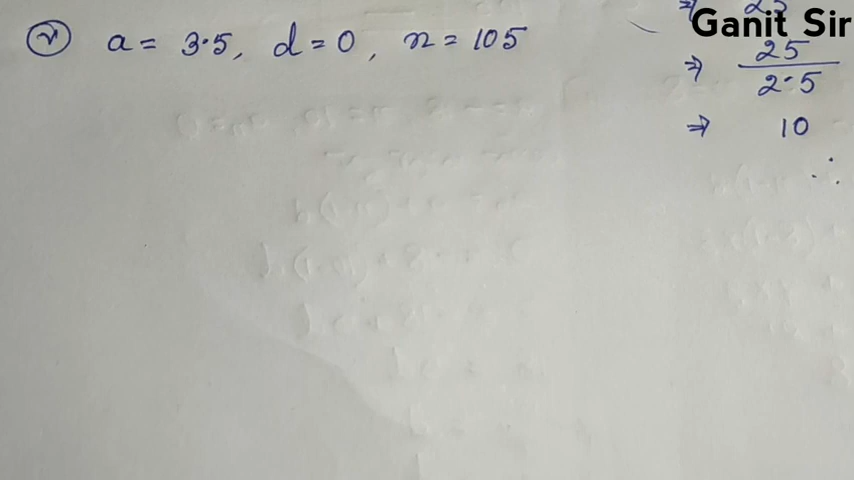 (v) a = 3.5, d = 0, n = 105
Ganit Sir
⇒ 25/2.5
⇒ 10
∴